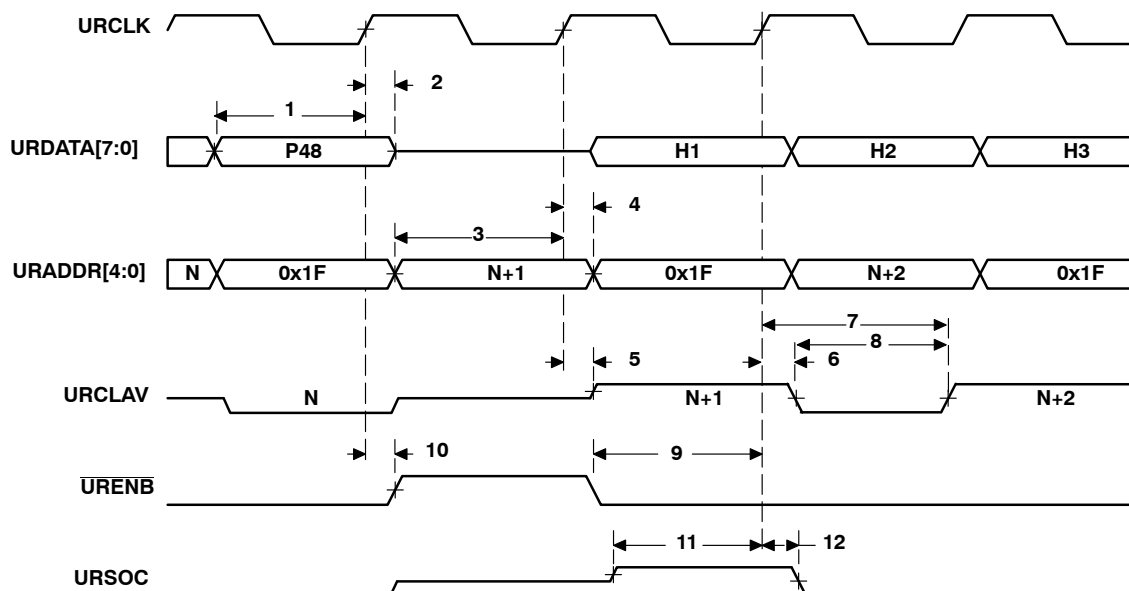 URCLK
2
1
URDATA[7:0] P48 H1 H2 H3
4
3
URADDR[4:0] N 0x1F N+1 0x1F N+2 0x1F
7
8
5 6
URCLAV N N+1 N+2
10 9
URENB
11 12
URSOC